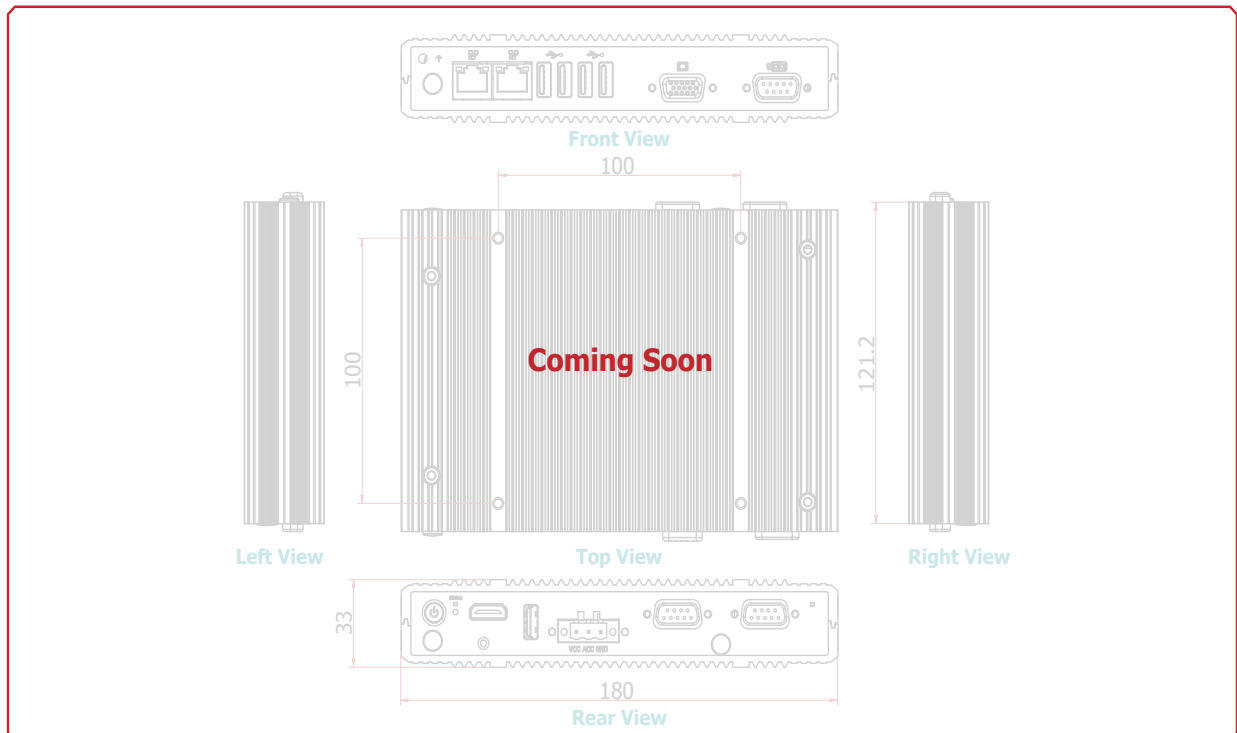 Front View
100
100
Coming Soon
121.2
Left View
Top View
Right View
33
status
VCC ACC GND
180
Rear View